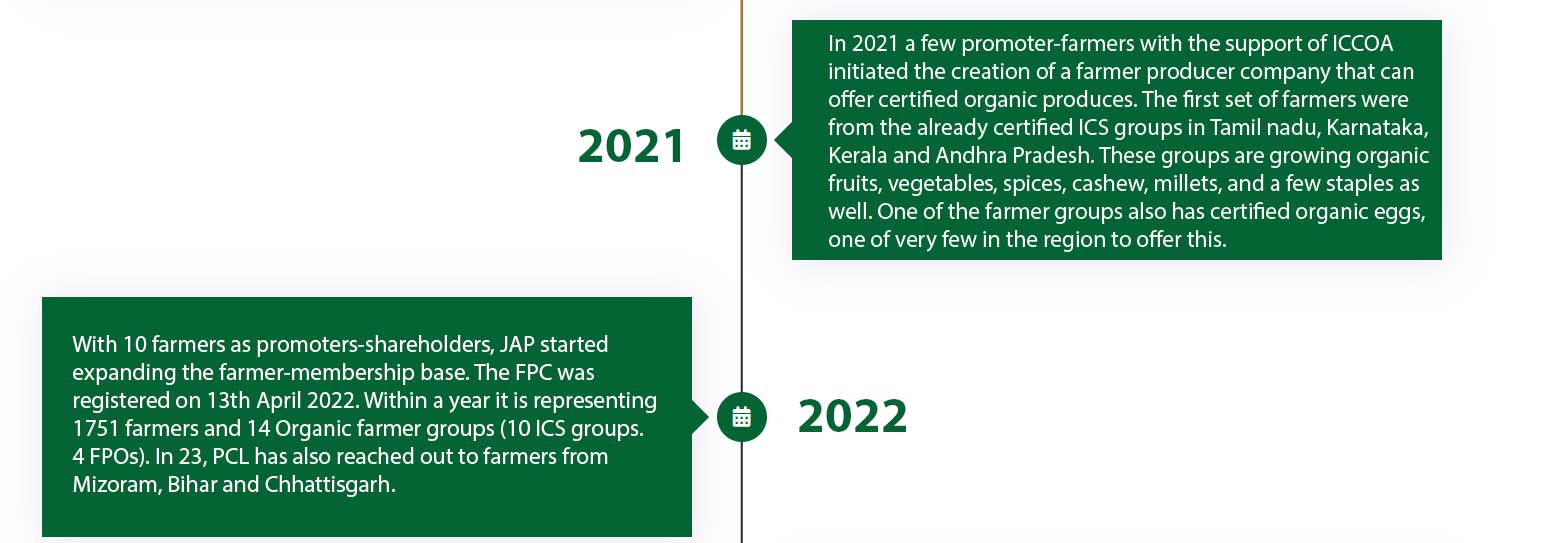 In 2021 a few promoter-farmers with the support of ICCOA
initiated the creation of a farmer producer company that can
offer certified organic produces. The first set of farmers were
from the already certified ICS groups in Tamil nadu, Karnataka,
Kerala and Andhra Pradesh. These groups are growing organic
fruits, vegetables, spices, cashew, millets, and a few staples as
well. One of the farmer groups also has certified organic eggs,
one of very few in the region to offer this.
2021
With 10 farmers as promoters-shareholders, JAP started
expanding the farmer-membership base. The FPC was
registered on 13th April 2022. Within a year it is representing
1751 farmers and 14 Organic farmer groups (10 ICS groups.
4 FPOs). In 23, PCL has also reached out to farmers from
Mizoram, Bihar and Chhattisgarh.
2022